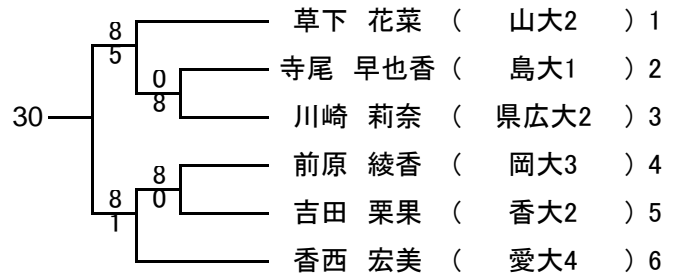 草下 花菜 ( 山大2 ) 1
8
5
寺尾 早也香 ( 島大1 ) 2
0
8
川崎 莉奈 ( 県広大2 ) 3
30
前原 綾香 ( 岡大3 ) 4
8
0
8
1
吉田 栗果 ( 香大2 ) 5
香西 宏美 ( 愛大4 ) 6